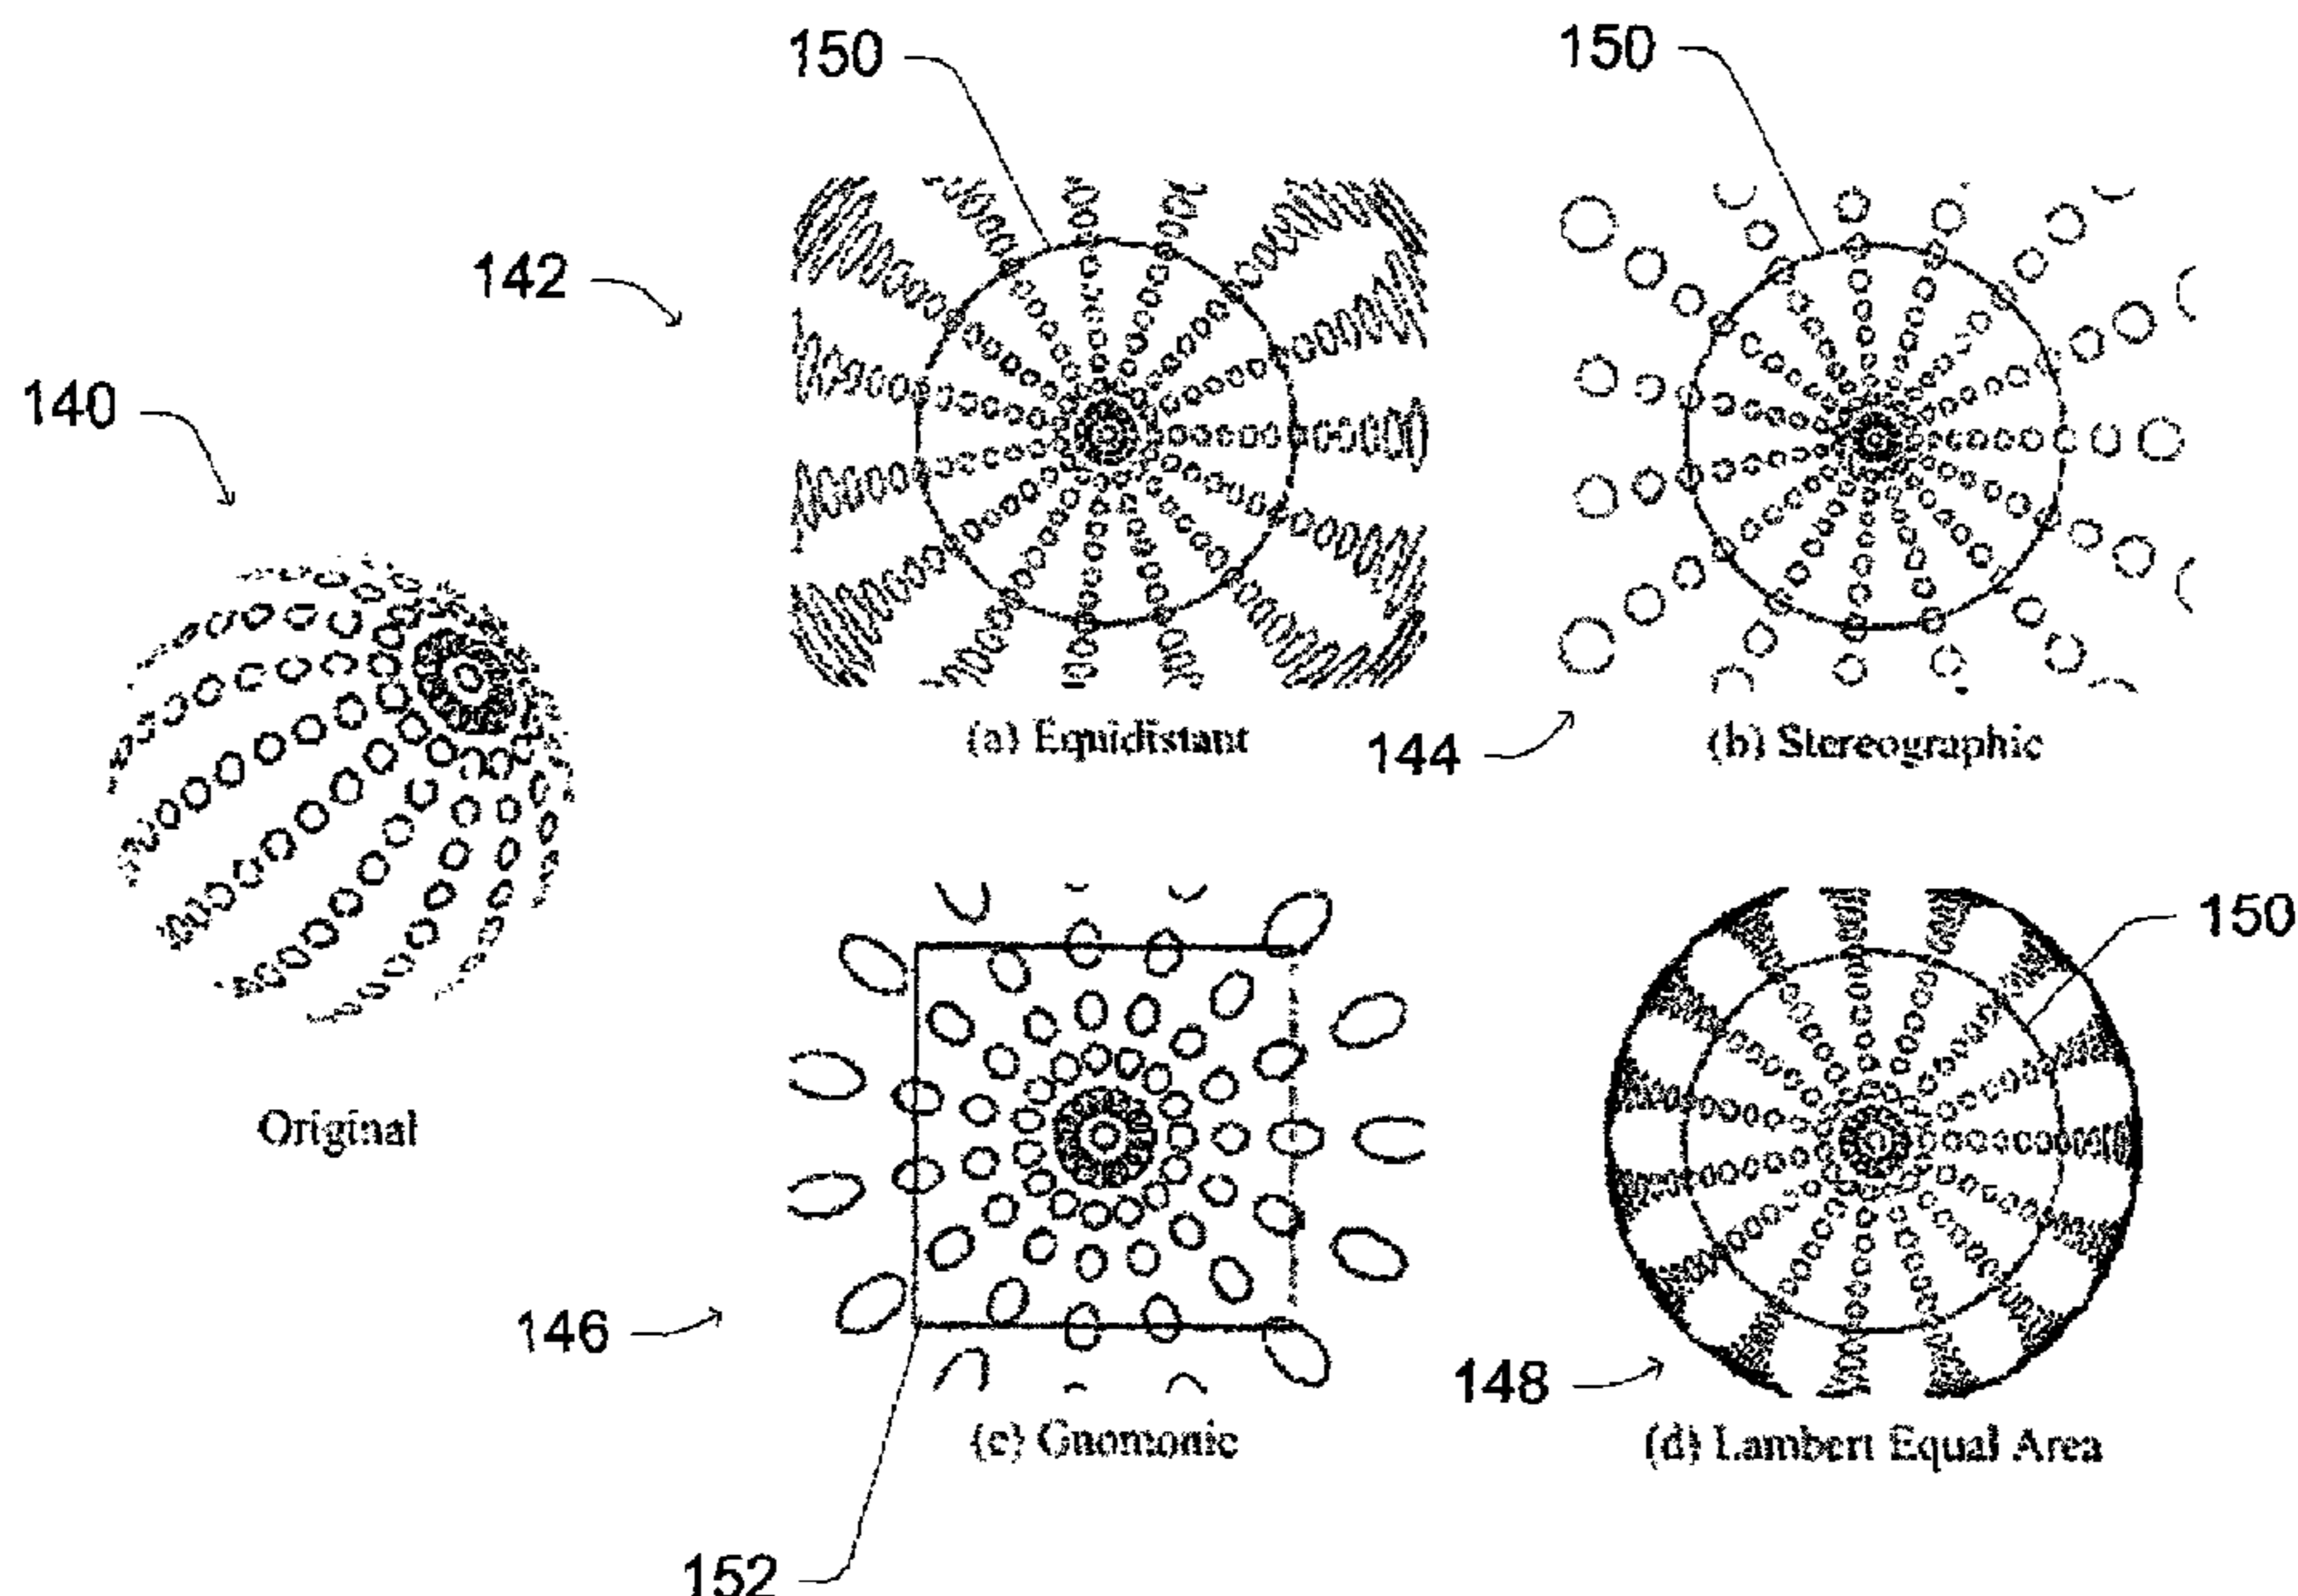 150
150
142
140
(a) Equidistant
144
(b) Stereographic
150
Original
146
148
(c) Gnomonic
(d) Lambert Equal Area
152